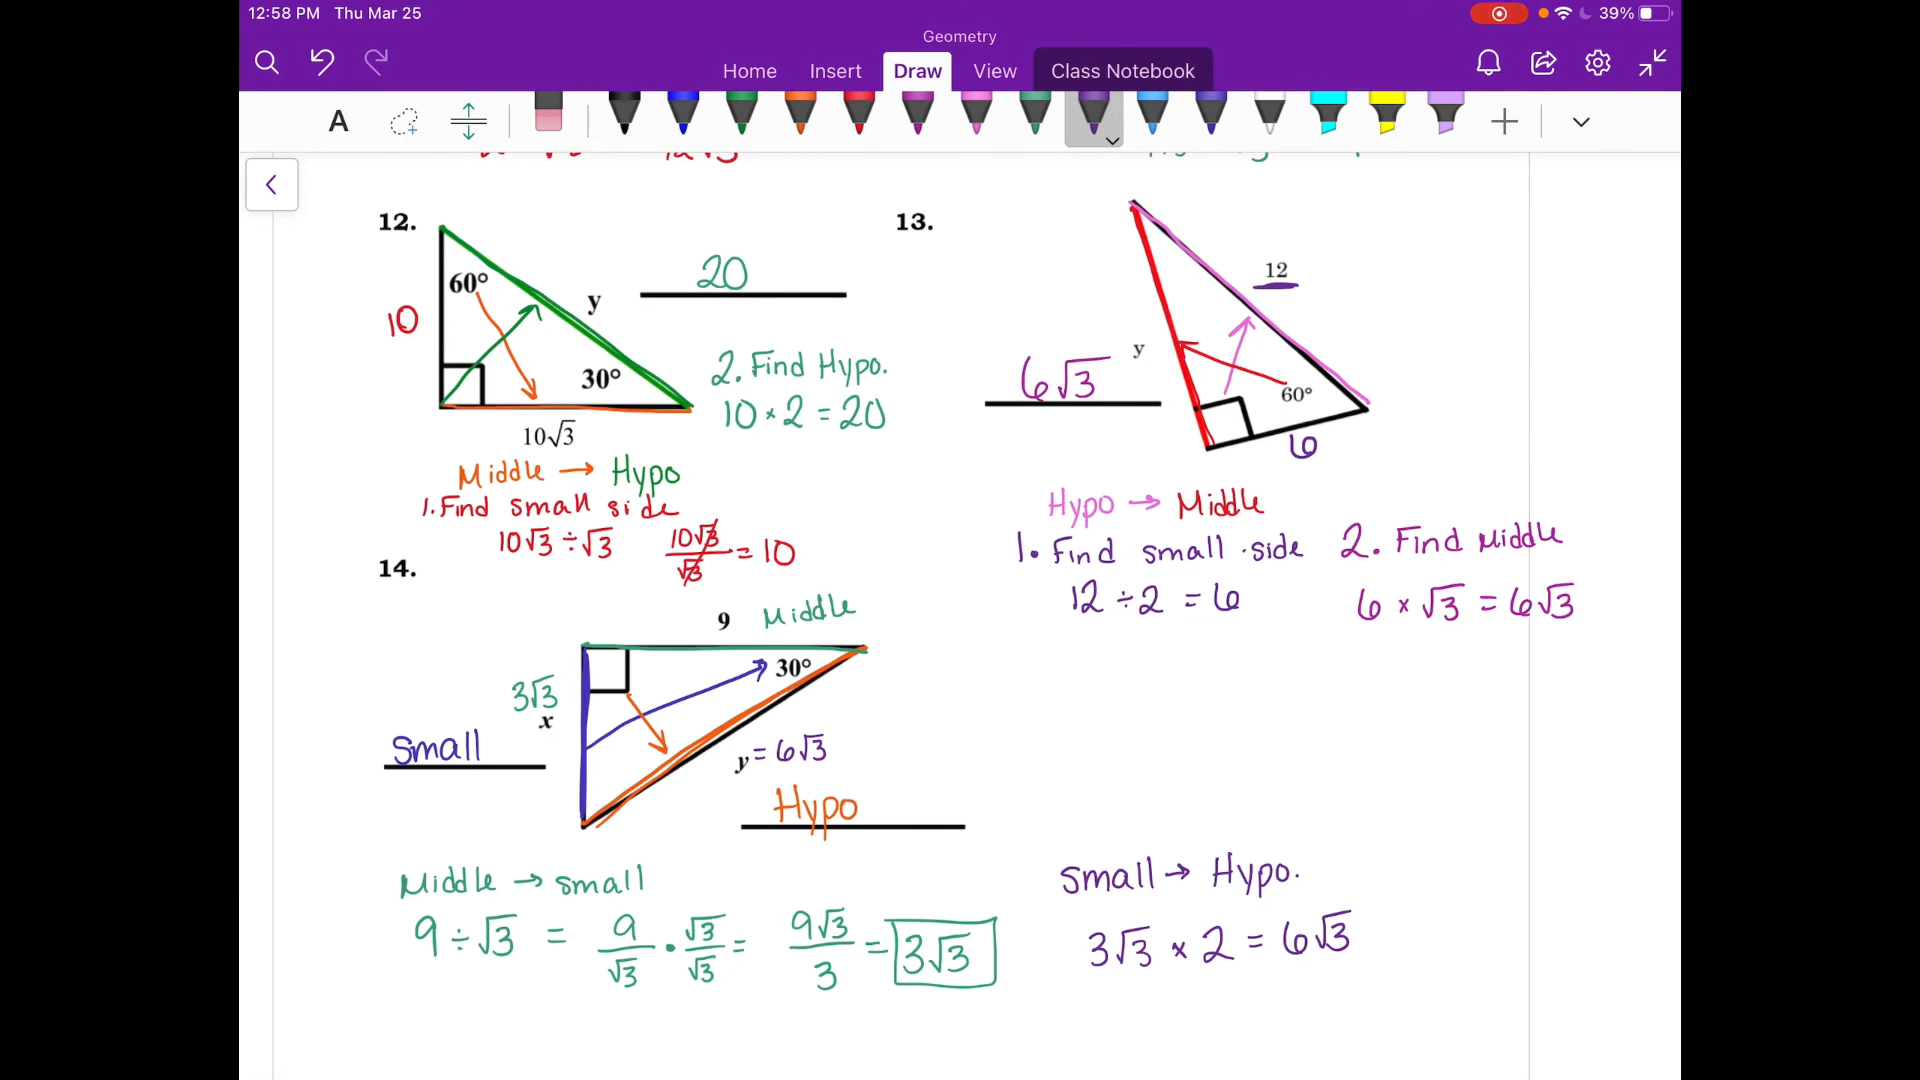 12:58 PM Thu Mar 25
39%
Geometry
Home Insert Draw View Class Notebook
A
12√3
12.
60°
10
y
30°
10√3
20
2. Find Hypo.
10 × 2 = 20
Middle → Hypo
1. Find small side
10√3 ÷ √3
10√3/√3 = 10
13.
12
y
60°
6
6√3
Hypo → Middle
1. Find small side
12 ÷ 2 = 6
2. Find Middle
6 × √3 = 6√3
14.
9 Middle
30°
3√3
x
Small
y = 6√3
Hypo
Middle → small
9 ÷ √3 = 9/√3 • √3/√3 = 9√3/3 = 3√3
Small → Hypo.
3√3 × 2 = 6√3